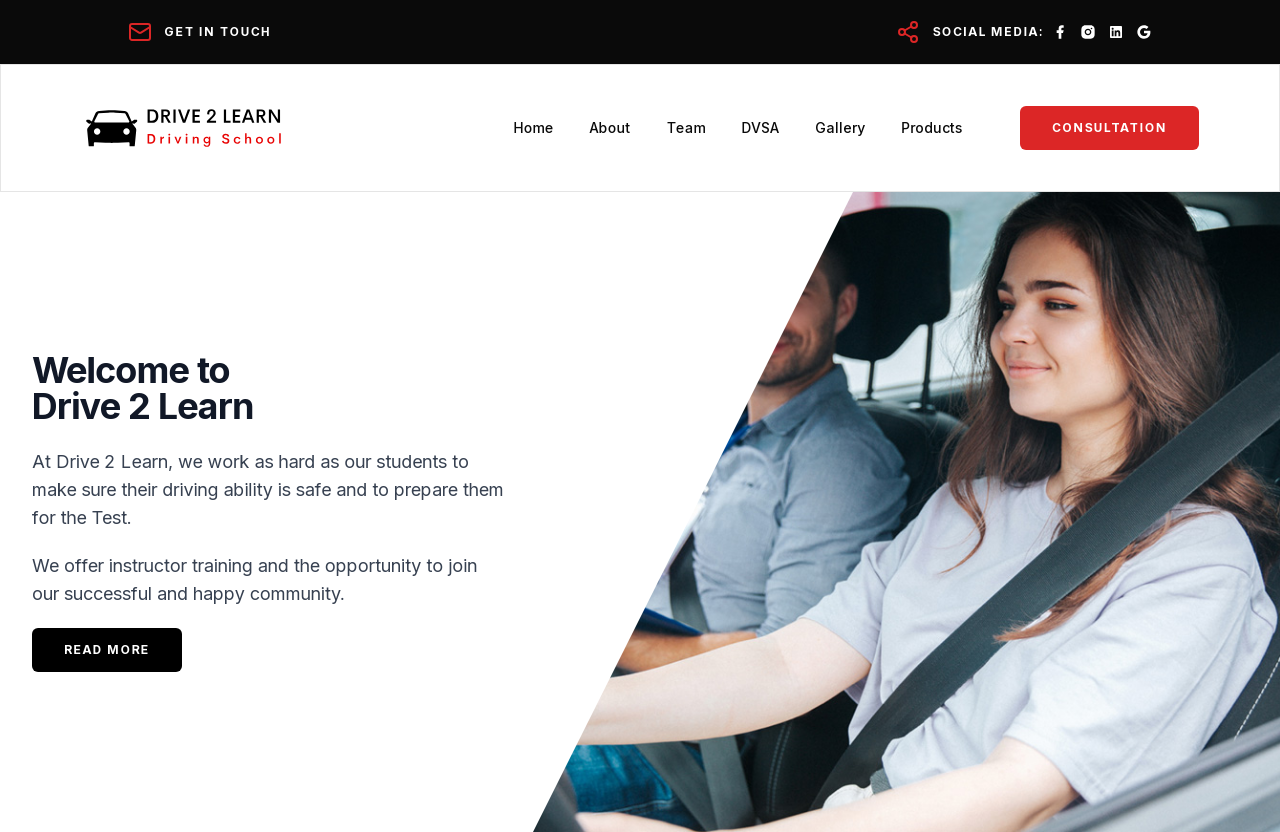 GET IN TOUCH
SOCIAL MEDIA:
DRIVE 2 LEARN
Driving School
Home About Team DVSA Gallery Products
CONSULTATION
Welcome to
Drive 2 Learn
At Drive 2 Learn, we work as hard as our students to
make sure their driving ability is safe and to prepare them
for the Test.
We offer instructor training and the opportunity to join
our successful and happy community.
READ MORE